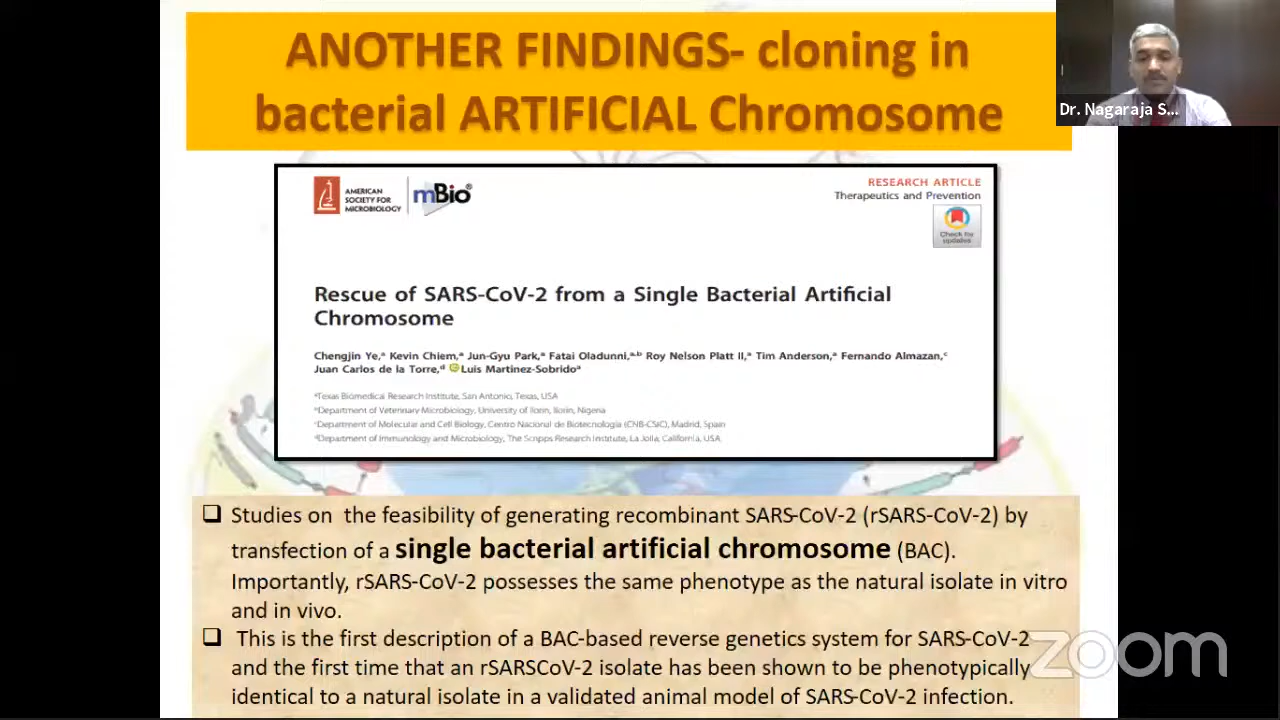 ANOTHER FINDINGS- cloning in
bacterial ARTIFICIAL Chromosome
Dr. Nagaraja S...
AMERICAN
SOCIETY FOR
MICROBIOLOGY
mBio®
RESEARCH ARTICLE
Therapeutics and Prevention
Check for
updates
Rescue of SARS-CoV-2 from a Single Bacterial Artificial
Chromosome
Chengjin Ye,ª Kevin Chiem,ª Jun-Gyu Park,ª Fatai Oladunni,ª,ᵇ Roy Nelson Platt II,ª Tim Anderson,ª Fernando Almazan,ᶜ
Juan Carlos de la Torre,ᵈ Luis Martinez-Sobridoª
ªTexas Biomedical Research Institute, San Antonio, Texas, USA
ᵇDepartment of Veterinary Microbiology, University of Ilorin, Ilorin, Nigeria
ᶜDepartment of Molecular and Cell Biology, Centro Nacional de Biotecnología (CNB-CSIC), Madrid, Spain
ᵈDepartment of Immunology and Microbiology, The Scripps Research Institute, La Jolla, California, USA
Studies on the feasibility of generating recombinant SARS-CoV-2 (rSARS-CoV-2) by
transfection of a single bacterial artificial chromosome (BAC).
Importantly, rSARS-CoV-2 possesses the same phenotype as the natural isolate in vitro
and in vivo.
This is the first description of a BAC-based reverse genetics system for SARS-CoV-2
and the first time that an rSARSCoV-2 isolate has been shown to be phenotypically
identical to a natural isolate in a validated animal model of SARS-CoV-2 infection.
zoom